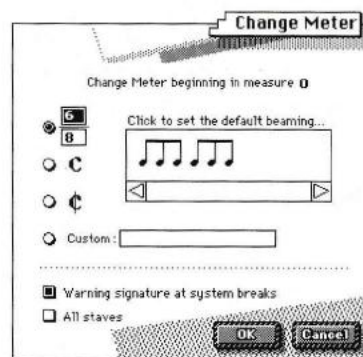 Change Meter
Change Meter beginning in measure 0
6
8
Click to set the default beaming...
C
¢
Custom:
Warning signature at system breaks
All staves
OK
Cancel